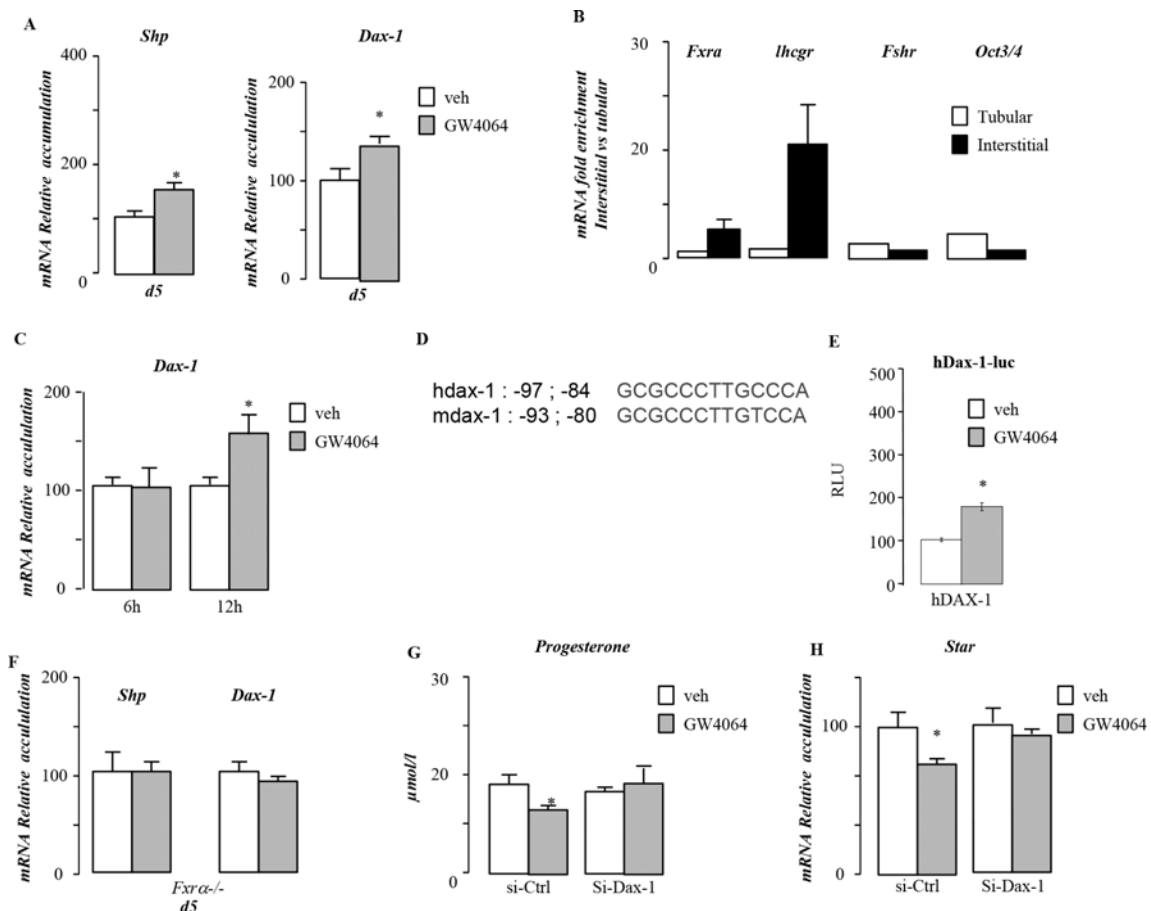 A
Shp
Dax-1
mRNA Relative accumulation
400
200
0
d5
mRNA Relative accululation
200
100
0
d5
veh
GW4064
B
mRNA fold enrichment
Interstitial vs tubular
30
20
0
Fxra
lhcgr
Fshr
Oct3/4
Tubular
Interstitial
C
Dax-1
mRNA Relative accululation
200
100
0
6h
12h
veh
GW4064
*
D
hdax-1 : -97 ; -84 GCGCCCTTGCCCA
mdax-1 : -93 ; -80 GCGCCCTTGTCCA
E
hDax-1-luc
RLU
500
400
300
200
100
0
veh
GW4064
*
hDAX-1
F
Shp
Dax-1
mRNA Relative accululation
200
100
0
Fxrα-/-
d5
G
Progesterone
µmol/l
30
20
0
veh
GW4064
*
si-Ctrl
Si-Dax-1
H
Star
mRNA Relative accululation
100
0
veh
GW4064
*
si-Ctrl
Si-Dax-1